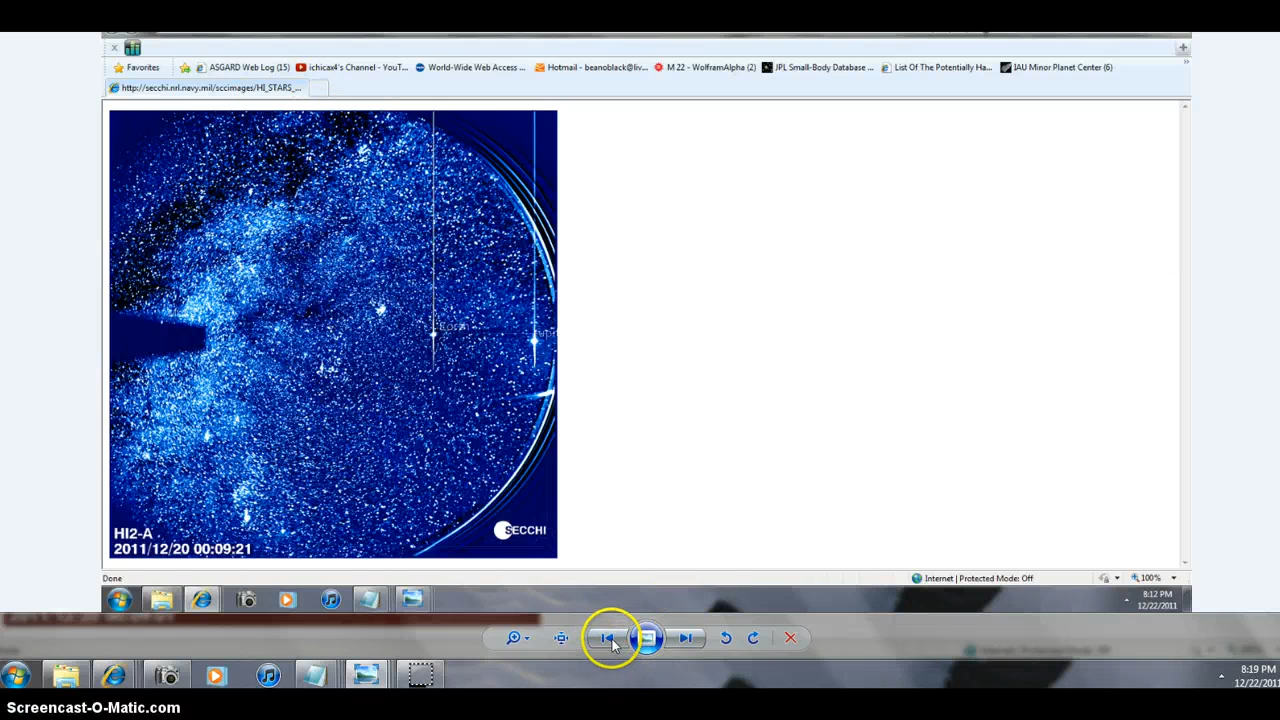 Favorites
ASGARD Web Log (15)
ichicax4's Channel - YouT...
World-Wide Web Access ...
Hotmail - beanoblack@liv...
M 22 - WolframAlpha (2)
JPL Small-Body Database ...
List Of The Potentially Ha...
IAU Minor Planet Center (6)
http://secchi.nrl.navy.mil/sccimages/HI_STARS_...
Earth
HI2-A
2011/12/20 00:09:21
SECCHI
Done
Internet | Protected Mode: Off
100%
8:12 PM
12/22/2011
8:19 PM
12/22/2011
Screencast-O-Matic.com